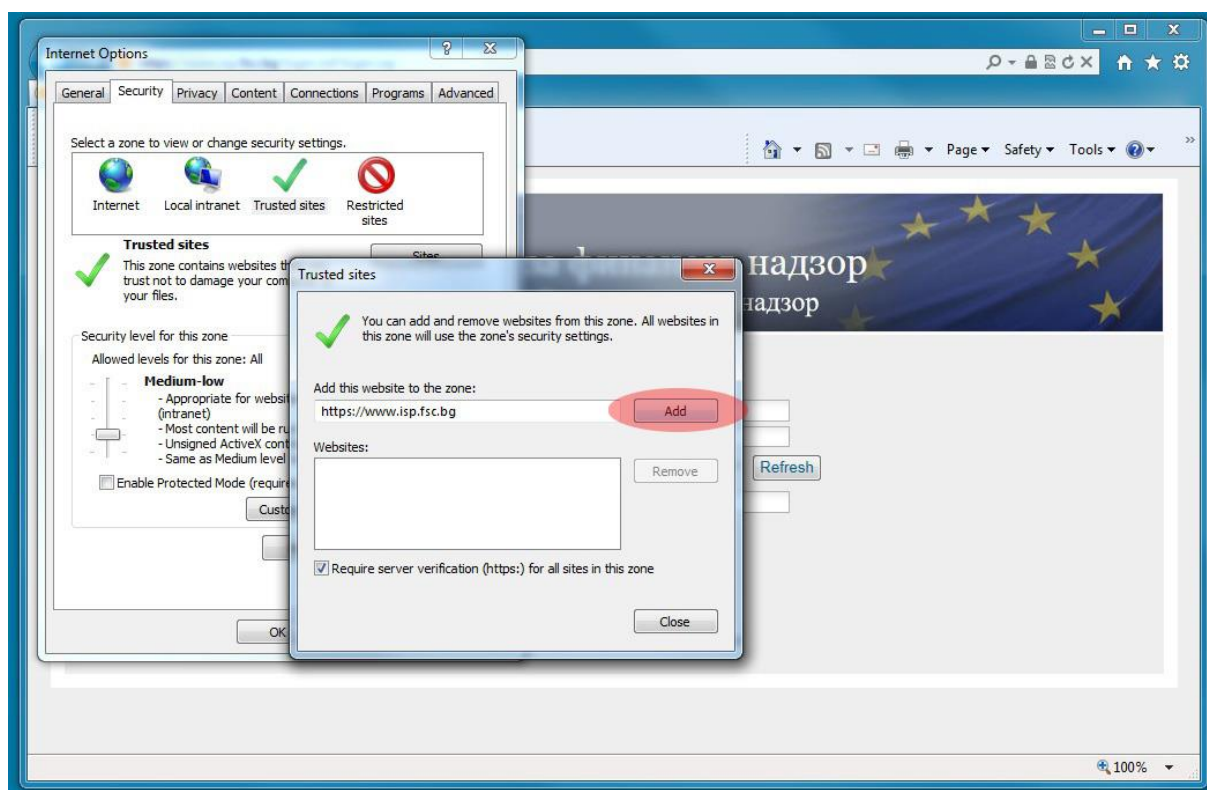 Internet Options
General Security Privacy Content Connections Programs Advanced
Page Safety Tools
Select a zone to view or change security settings.
Internet Local intranet Trusted sites Restricted sites
Trusted sites
This zone contains websites
trust not to damage your
your files.
Sites
надзор
надзор
Security level for this zone
Allowed levels for this zone: All
Medium-low
- Appropriate for
(intranet)
- Most content will be
- Unsigned ActiveX
- Same as Medium level
Enable Protected Mode
OK
Trusted sites
You can add and remove websites from this zone. All websites in
this zone will use the zone's security settings.
Add this website to the zone:
https://www.isp.fsc.bg Add
Websites:
Remove
Require server verification (https:) for all sites in this zone
Close
Refresh
100%